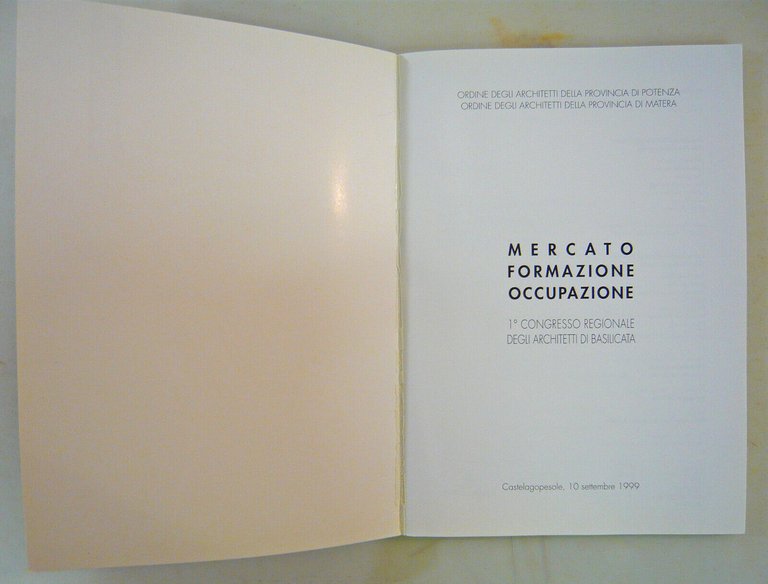 ORDINE DEGLI ARCHITETTI DELLA PROVINCIA DI POTENZA
ORDINE DEGLI ARCHITETTI DELLA PROVINCIA DI MATERA
MERCATO
FORMAZIONE
OCCUPAZIONE
1° CONGRESSO REGIONALE
DEGLI ARCHITETTI DI BASILICATA
Castelagopesole, 10 settembre 1999